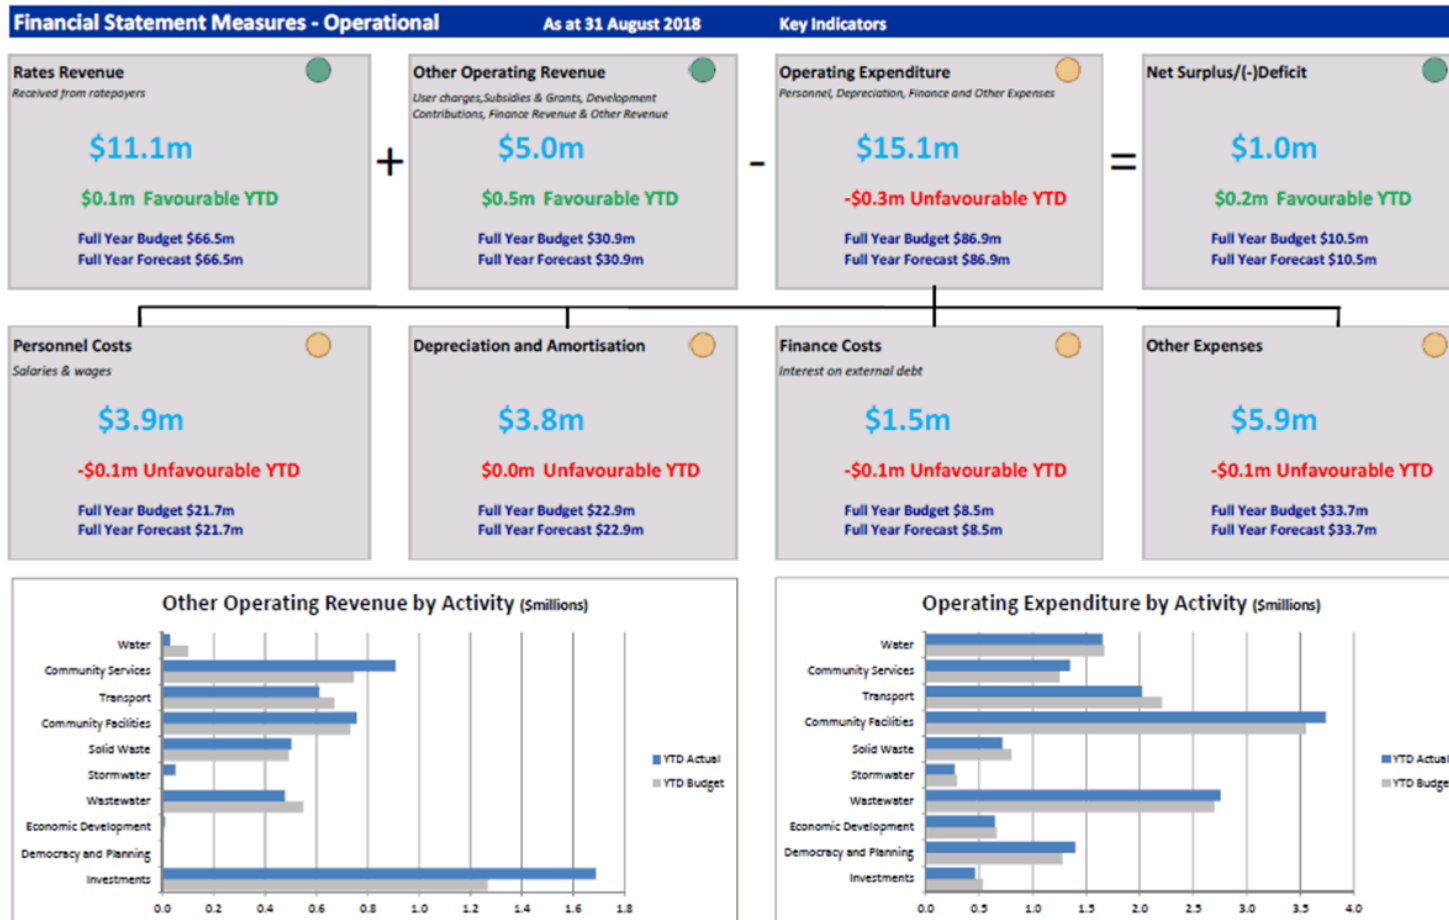 Financial Statement Measures - Operational As at 31 August 2018 Key Indicators
Rates Revenue
Received from ratepayers
$11.1m
$0.1m Favourable YTD
Full Year Budget $66.5m
Full Year Forecast $66.5m
+
Other Operating Revenue
User charges,Subsidies & Grants, Development
Contributions, Finance Revenue & Other Revenue
$5.0m
$0.5m Favourable YTD
Full Year Budget $30.9m
Full Year Forecast $30.9m
-
Operating Expenditure
Personnel, Depreciation, Finance and Other Expenses
$15.1m
-$0.3m Unfavourable YTD
Full Year Budget $86.9m
Full Year Forecast $86.9m
=
Net Surplus/(-)Deficit
$1.0m
$0.2m Favourable YTD
Full Year Budget $10.5m
Full Year Forecast $10.5m
Personnel Costs
Salaries & wages
$3.9m
-$0.1m Unfavourable YTD
Full Year Budget $21.7m
Full Year Forecast $21.7m
Depreciation and Amortisation
$3.8m
$0.0m Unfavourable YTD
Full Year Budget $22.9m
Full Year Forecast $22.9m
Finance Costs
Interest on external debt
$1.5m
-$0.1m Unfavourable YTD
Full Year Budget $8.5m
Full Year Forecast $8.5m
Other Expenses
$5.9m
-$0.1m Unfavourable YTD
Full Year Budget $33.7m
Full Year Forecast $33.7m
Other Operating Revenue by Activity ($millions)
Water
Community Services
Transport
Community Facilities
Solid Waste
Stormwater
Wastewater
Economic Development
Democracy and Planning
Investments
0.0 0.2 0.4 0.6 0.8 1.0 1.2 1.4 1.6 1.8
YTD Actual
YTD Budget
Operating Expenditure by Activity ($millions)
Water
Community Services
Transport
Community Facilities
Solid Waste
Stormwater
Wastewater
Economic Development
Democracy and Planning
Investments
0.0 0.5 1.0 1.5 2.0 2.5 3.0 3.5 4.0
YTD Actual
YTD Budget